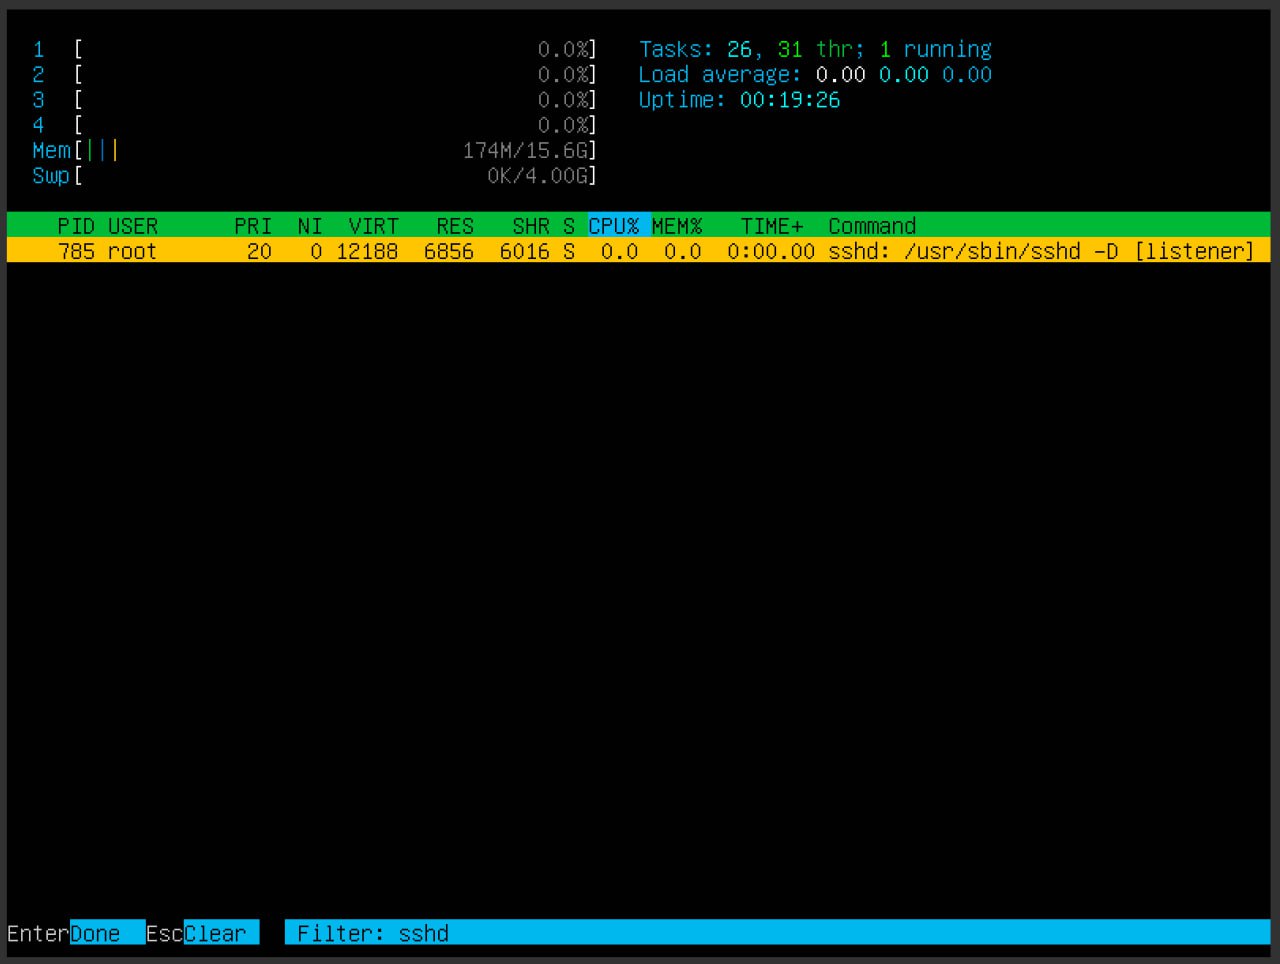 1 [ 0.0%] Tasks: 26, 31 thr; 1 running
2 [ 0.0%] Load average: 0.00 0.00 0.00
3 [ 0.0%] Uptime: 00:19:26
4 [ 0.0%]
Mem[||| 174M/15.6G]
Swp[ 0K/4.00G]
PID USER PRI NI VIRT RES SHR S CPU% MEM% TIME+ Command
785 root 20 0 12188 6856 6016 S 0.0 0.0 0:00.00 sshd: /usr/sbin/sshd -D [listener]
EnterDone EscClear Filter: sshd